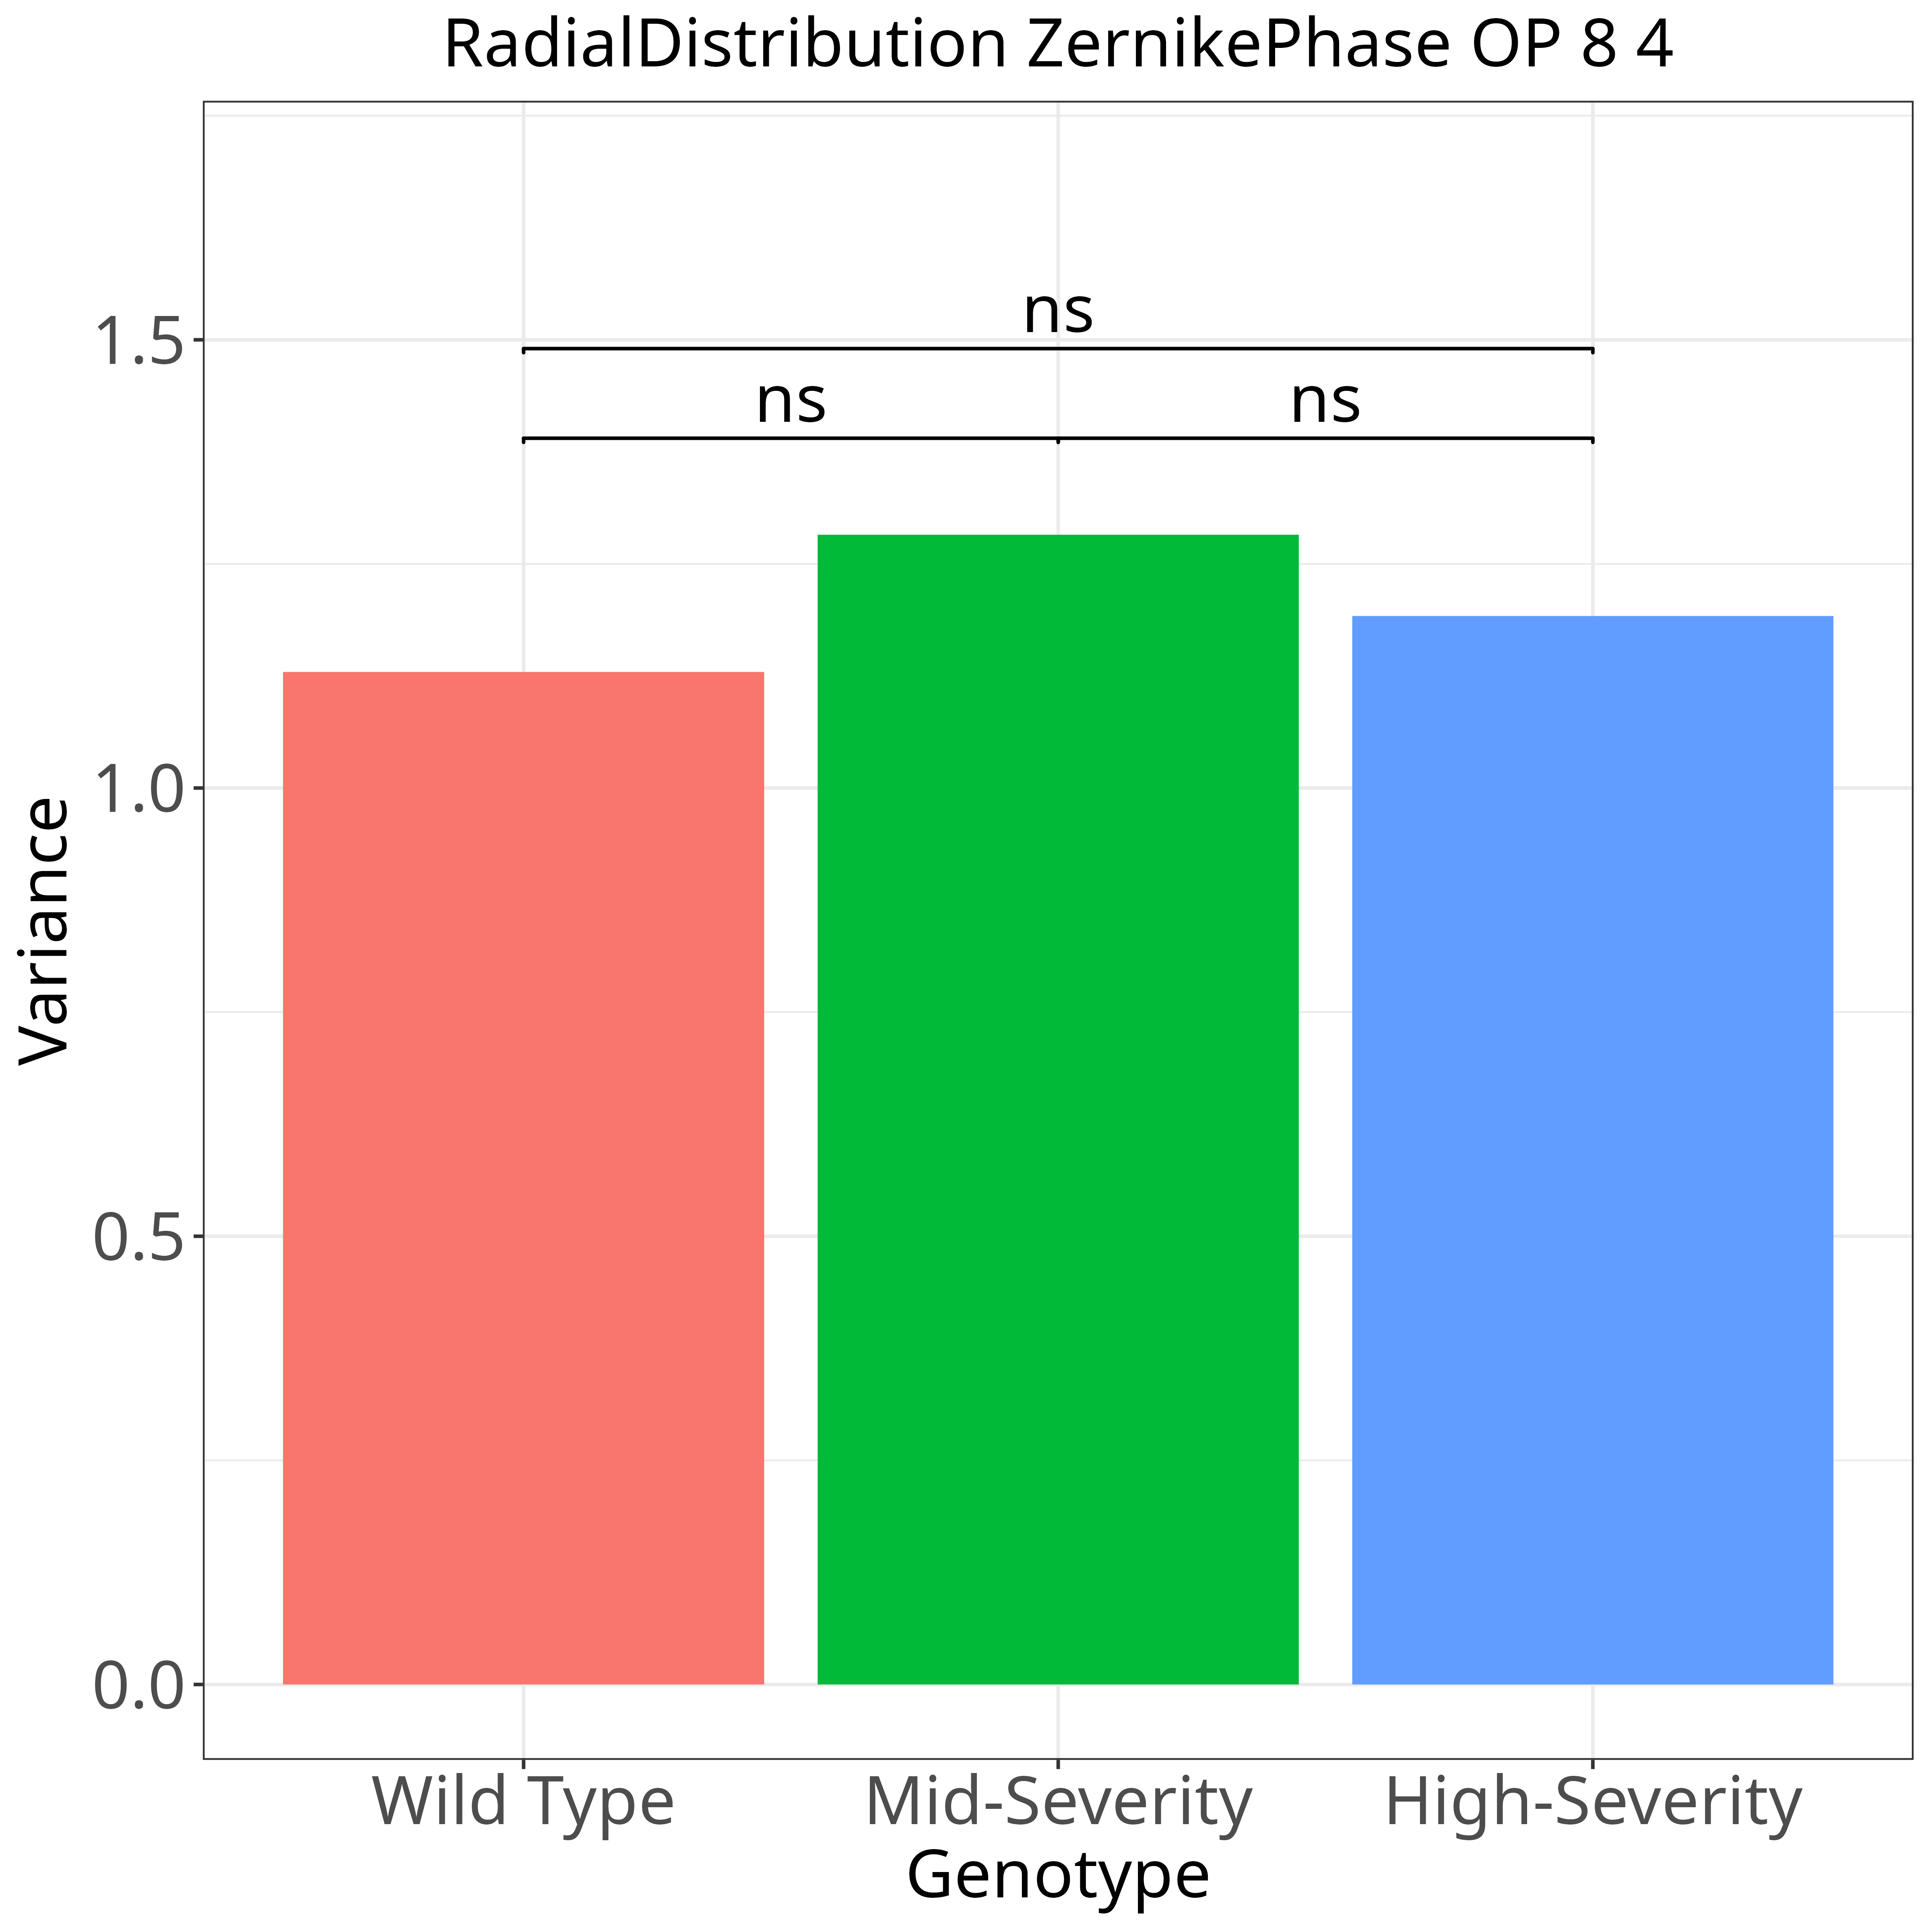 RadialDistribution ZernikePhase OP 8 4
1.5
ns
ns ns
1.0
Variance
0.5
0.0
Wild Type Mid-Severity High-Severity
Genotype